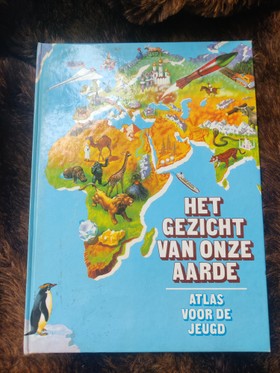 HET
GEZICHT
VAN ONZE
AARDE
ATLAS
VOOR DE
JEUGD